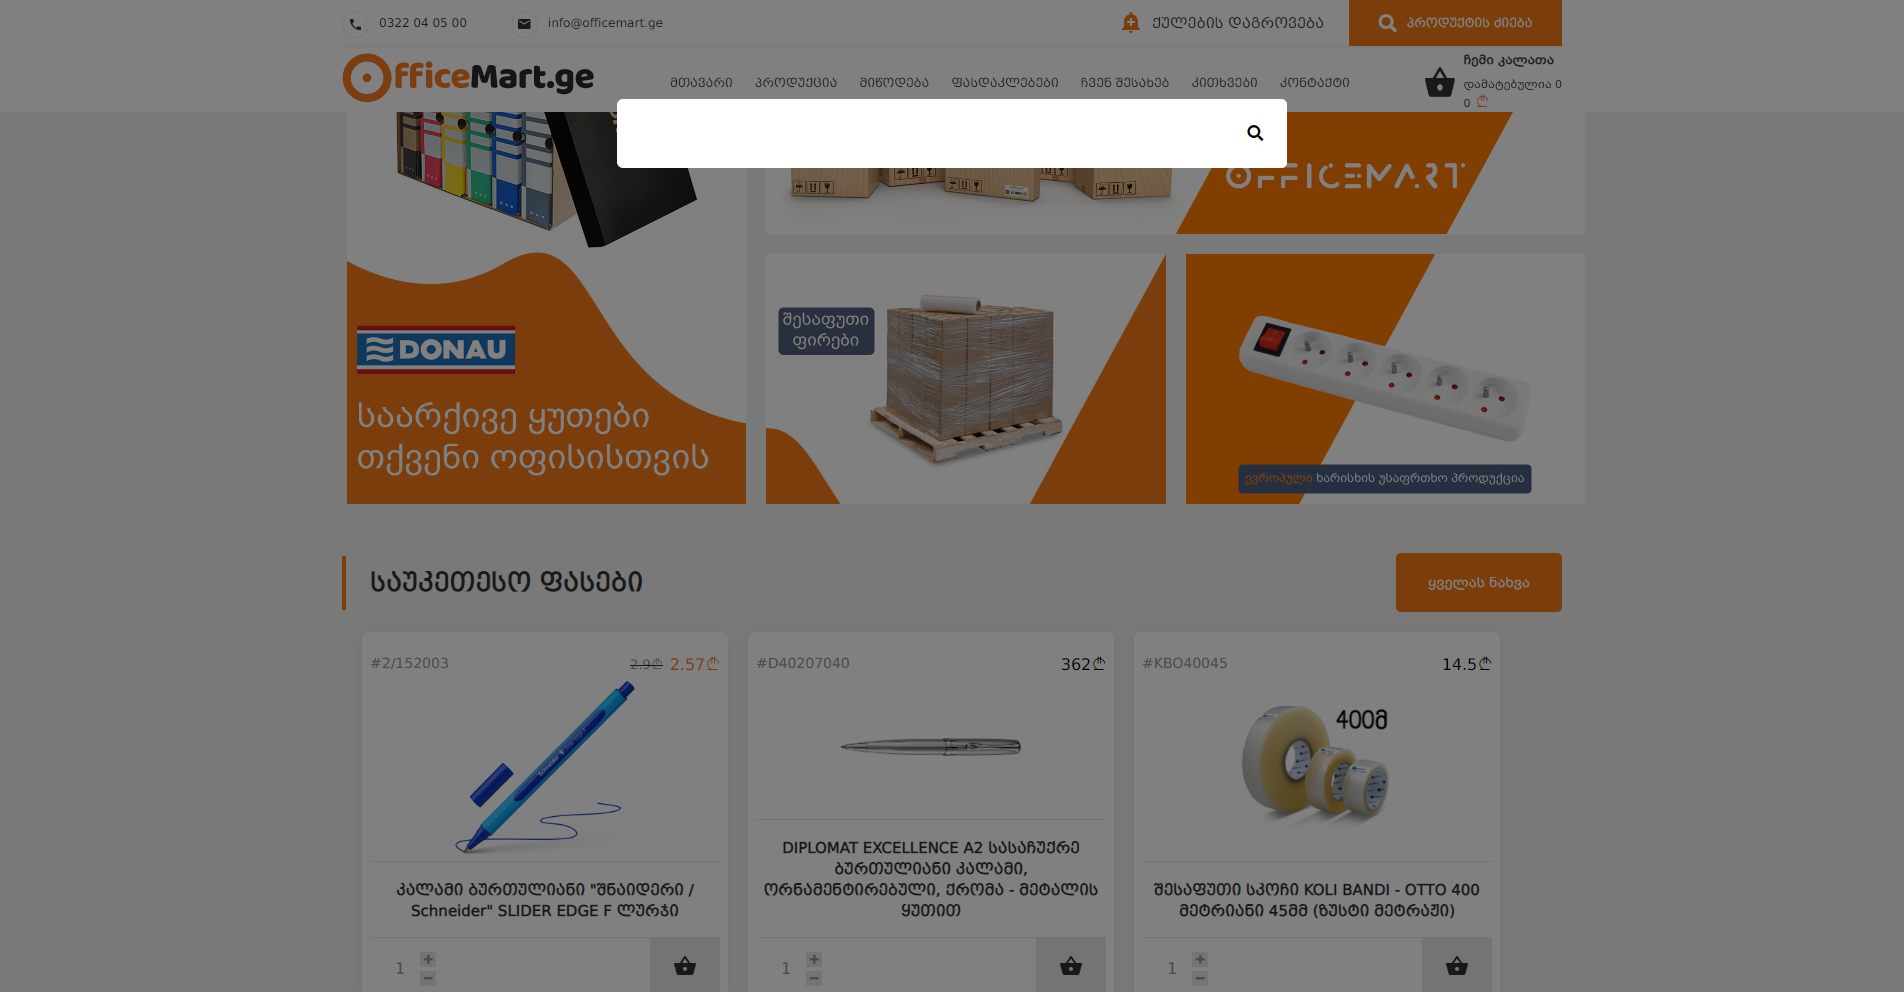 0322 04 05 00
info@officemart.ge
ქულების დაგროვება
პროდუქტის ძიება
OfficeMart.ge
მთავარი
პროდუქცია
მიწოდება
ფასდაკლებები
ჩვენ შესახებ
კითხვები
კონტაქტი
ჩემი კალათა
დამატებულია 0
0 ₾
OFFICEMART
DONAU
საარქივე ყუთები
თქვენი ოფისისთვის
შესაფუთი
ფირები
ევროპული ხარისხის უსაფრთხო პროდუქცია
საუკეთესო ფასები
ყველას ნახვა
#2/152003
2.9₾ 2.57₾
კალამი ბურთულიანი "შნაიდერი /
Schneider" SLIDER EDGE F ლურჯი
1
+
−
#D40207040
362₾
DIPLOMAT EXCELLENCE A2 სასაჩუქრე
ბურთულიანი კალამი,
ორნამენტირებული, ქრომა - მეტალის
ყუთით
1
+
−
#KBO40045
14.5₾
400მ
შესაფუთი სკოჩი KOLI BANDI - OTTO 400
მეტრიანი 45მმ (ზუსტი მეტრაჟი)
1
+
−